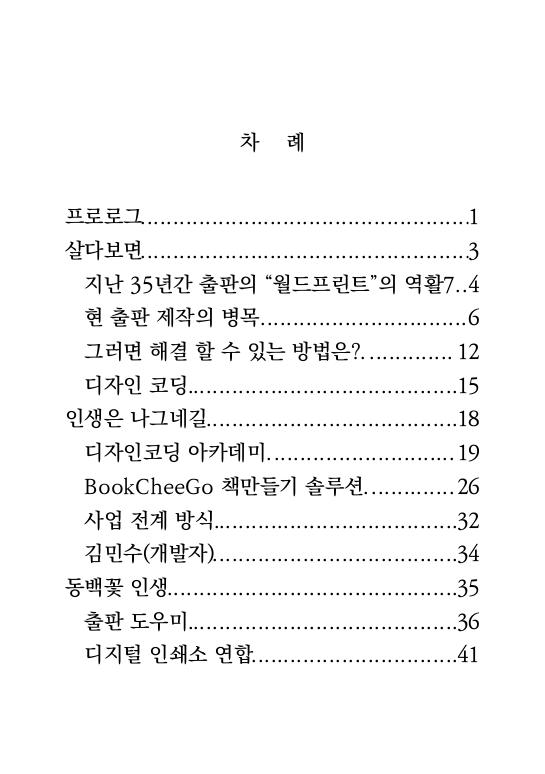 차 례
프로로그.................................................1
살다보면.................................................3
지난 35년간 출판의 “월드프린트”의 역활7..4
현 출판 제작의 병목...............................6
그러면 해결 할 수 있는 방법은?.............. 12
디자인 코딩..........................................15
인생은 나그네길......................................18
디자인코딩 아카데미............................. 19
BookCheeGo 책만들기 솔루션..............26
사업 전계 방식.....................................32
김민수(개발자).....................................34
동백꽃 인생............................................35
출판 도우미.........................................36
디지털 인쇄소 연합...............................41